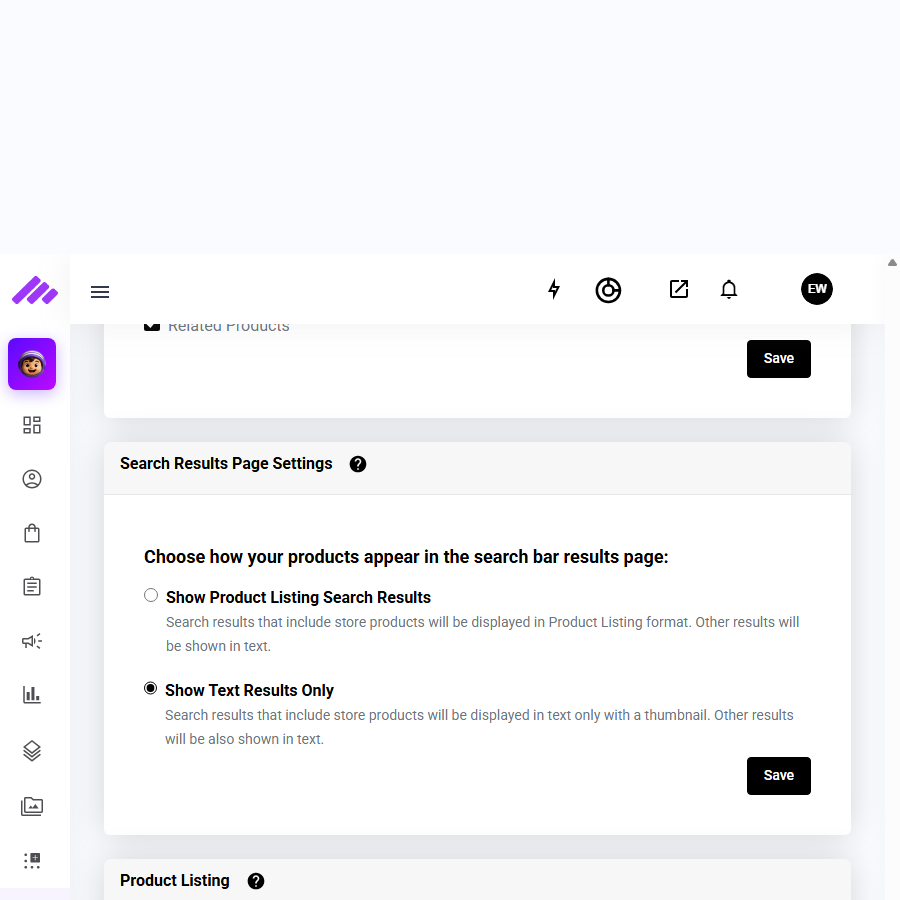 EW
Related Products
Save
Search Results Page Settings
Choose how your products appear in the search bar results page:
Show Product Listing Search Results
Search results that include store products will be displayed in Product Listing format. Other results will
be shown in text.
Show Text Results Only
Search results that include store products will be displayed in text only with a thumbnail. Other results
will be also shown in text.
Save
Product Listing